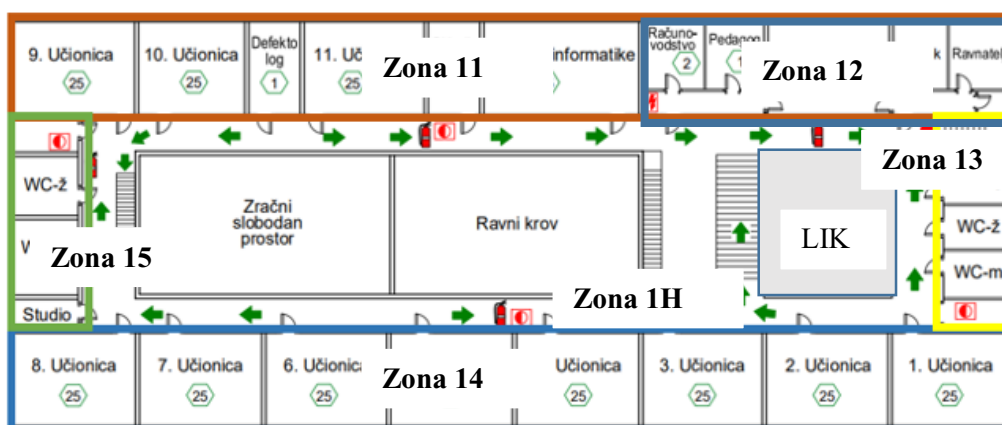 9. Učionica
25
10. Učionica
25
Defekto
log
1
11. Uč
25
Zona 11
informatike
Računo-
vodstvo
2
Pedagog
1
Zona 12
k
Ravnatel
Zona 13
WC-ž
Zračni
slobodan
prostor
Ravni krov
LIK
WC-ž
WC-m
Zona 15
Zona 1H
Studio
8. Učionica
25
7. Učionica
25
6. Učionic
25
Zona 14
Učionica
25
3. Učionica
25
2. Učionica
25
1. Učionica
25